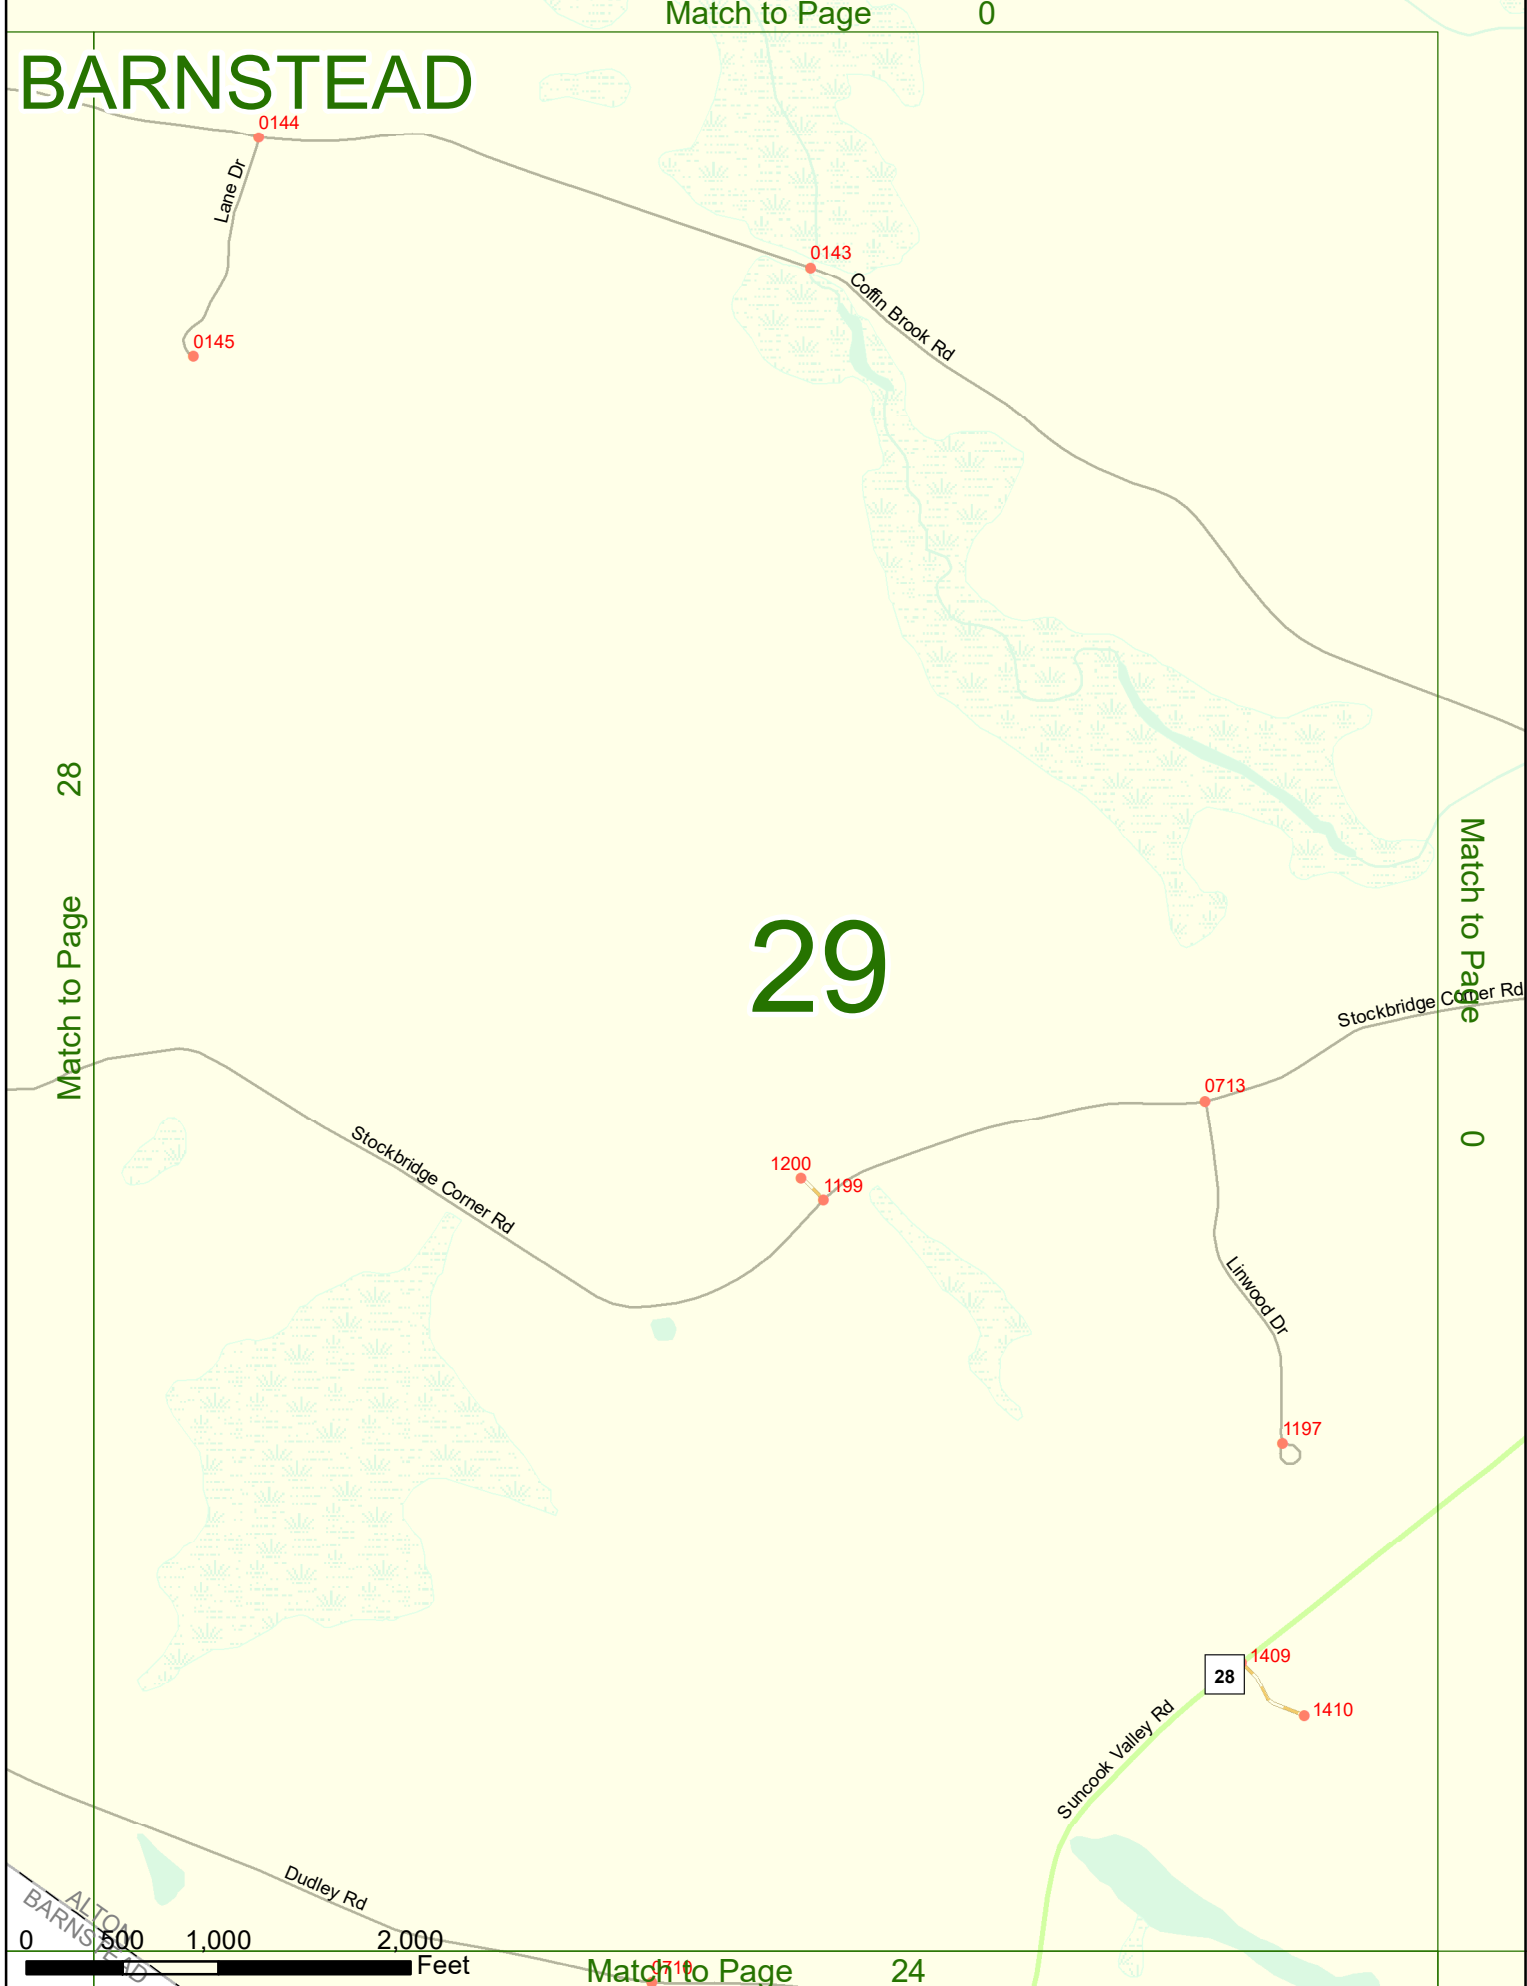 Match to Page 0
BARNSTEAD
0144
Lane Dr
0143
Coffin Brook Rd
0145
Match to Page 28
Match to Page 0
29
Stockbridge Corner Rd
0713
Stockbridge Corner Rd
1200
1199
Linwood Dr
1197
1409
28
1410
Suncook Valley Rd
Dudley Rd
ALTON
BARNSTEAD
0 500 1,000 2,000
Feet
0710
Match to Page 24